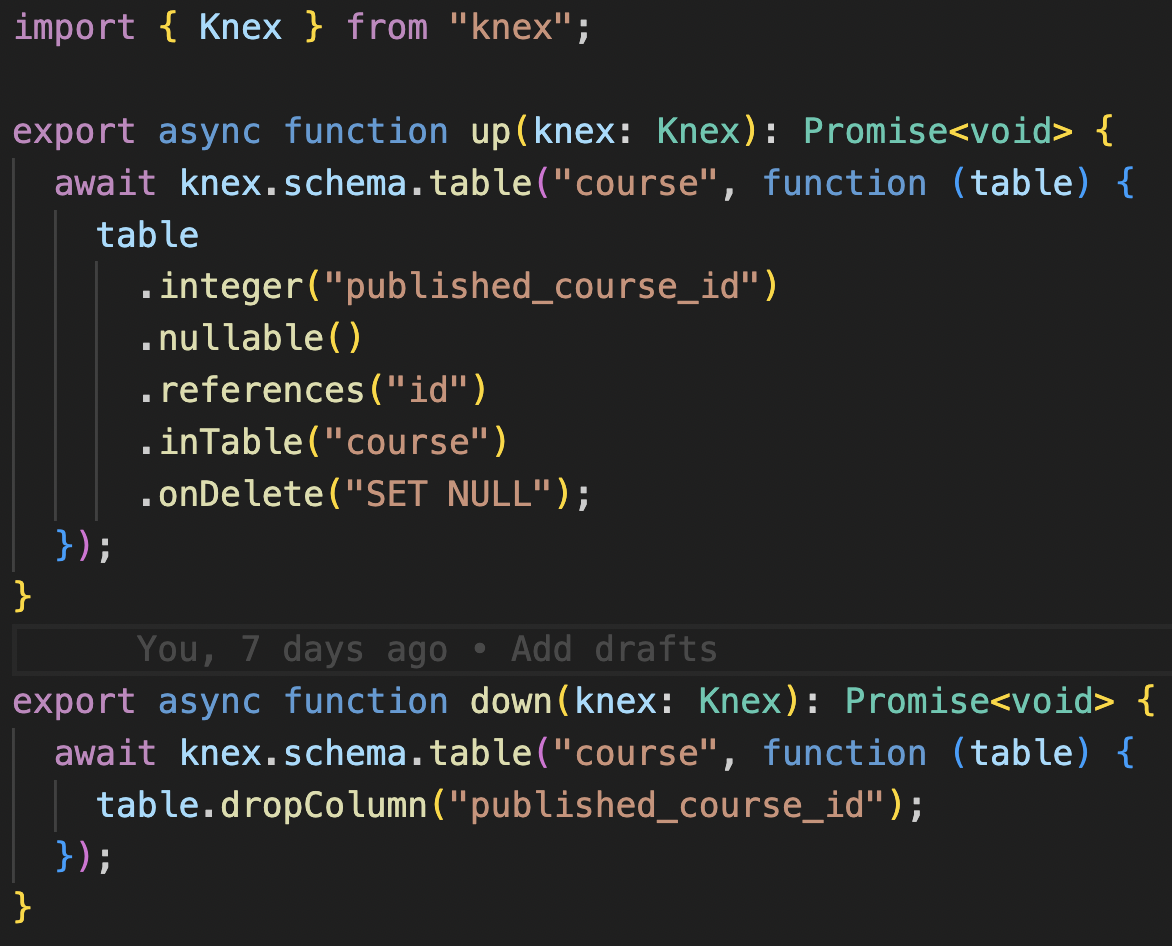 import { Knex } from "knex";
export async function up(knex: Knex): Promise<void> {
  await knex.schema.table("course", function (table) {
    table
      .integer("published_course_id")
      .nullable()
      .references("id")
      .inTable("course")
      .onDelete("SET NULL");
  });
}
You, 7 days ago • Add drafts
export async function down(knex: Knex): Promise<void> {
  await knex.schema.table("course", function (table) {
    table.dropColumn("published_course_id");
  });
}